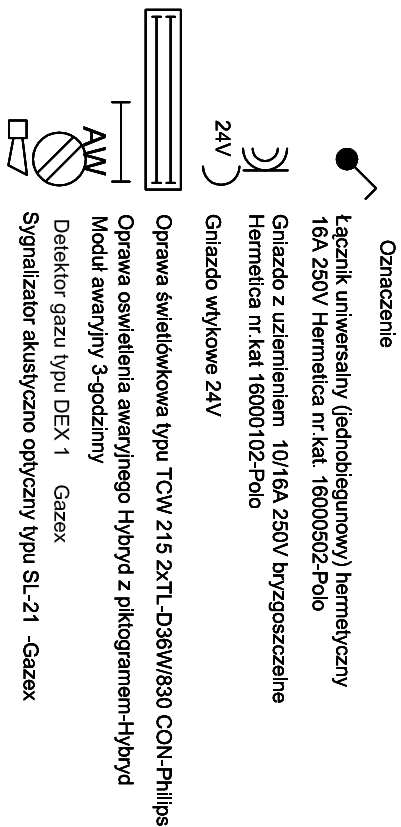 Oznaczenie
Łącznik uniwersalny (jednobiegunowy) hermetyczny
16A 250V Hermetica nr.kat. 16000502-Polo
Gniazdo z uziemieniem 10/16A 250V bryzgoszczelne
Hermetica nr.kat 16000102-Polo
24V
Gniazdo wtykowe 24V
Oprawa świetlówkowa typu TCW 215 2xTL-D36W/830 CON-Philips
AW
Oprawa oswietlenia awaryjnego Hybryd z piktogramem-Hybryd
Moduł awaryjny 3-godzinny
Detektor gazu typu DEX 1 Gazex
Sygnalizator akustyczno optyczny typu SL-21 -Gazex